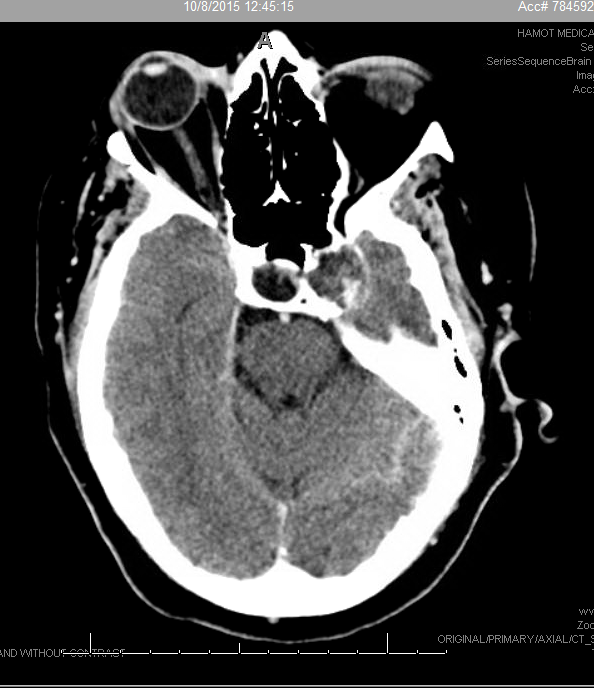 10/8/2015 12:45:15 Acc# 784592
A
HAMOT MEDICA
Se
SeriesSequenceBrain
Ima
Acc:
Zoo
ORIGINAL/PRIMARY/AXIAL/CT_S
AND WITHOUT CONTRAST